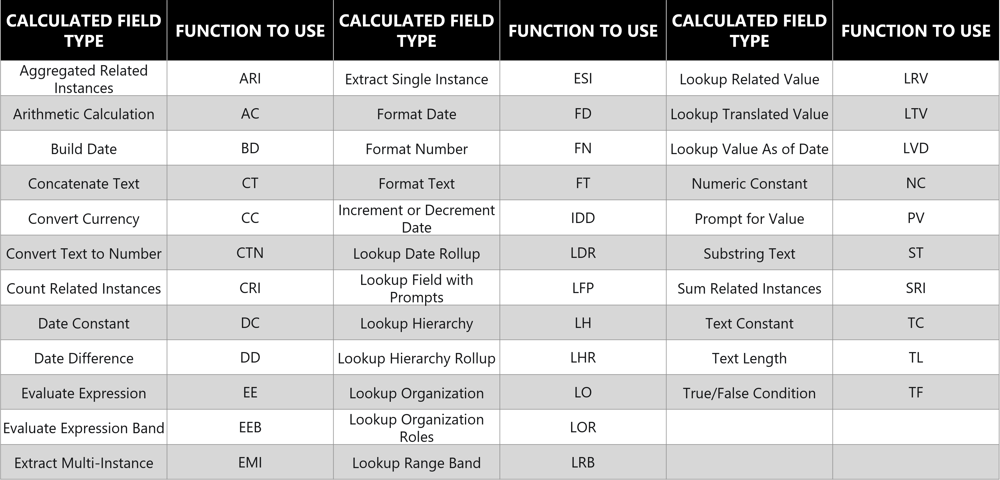 CALCULATED FIELD TYPE	FUNCTION TO USE	CALCULATED FIELD TYPE	FUNCTION TO USE	CALCULATED FIELD TYPE	FUNCTION TO USE
Aggregated Related Instances	ARI	Extract Single Instance	ESI	Lookup Related Value	LRV
Arithmetic Calculation	AC	Format Date	FD	Lookup Translated Value	LTV
Build Date	BD	Format Number	FN	Lookup Value As of Date	LVD
Concatenate Text	CT	Format Text	FT	Numeric Constant	NC
Convert Currency	CC	Increment or Decrement Date	IDD	Prompt for Value	PV
Convert Text to Number	CTN	Lookup Date Rollup	LDR	Substring Text	ST
Count Related Instances	CRI	Lookup Field with Prompts	LFP	Sum Related Instances	SRI
Date Constant	DC	Lookup Hierarchy	LH	Text Constant	TC
Date Difference	DD	Lookup Hierarchy Rollup	LHR	Text Length	TL
Evaluate Expression	EE	Lookup Organization	LO	True/False Condition	TF
Evaluate Expression Band	EEB	Lookup Organization Roles	LOR
Extract Multi-Instance	EMI	Lookup Range Band	LRB